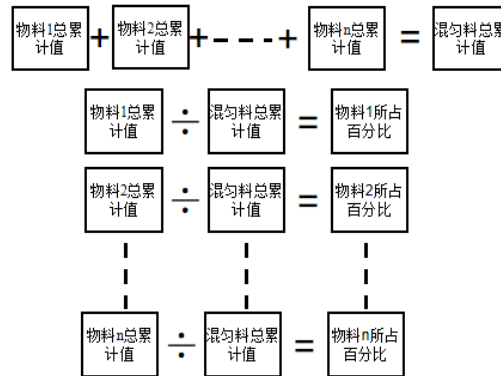 物料1总累计值 + 物料2总累计值 + --- + 物料n总累计值 = 混匀料总累计值
物料1总累计值 ÷ 混匀料总累计值 = 物料1所占百分比
物料2总累计值 ÷ 混匀料总累计值 = 物料2所占百分比
物料n总累计值 ÷ 混匀料总累计值 = 物料n所占百分比